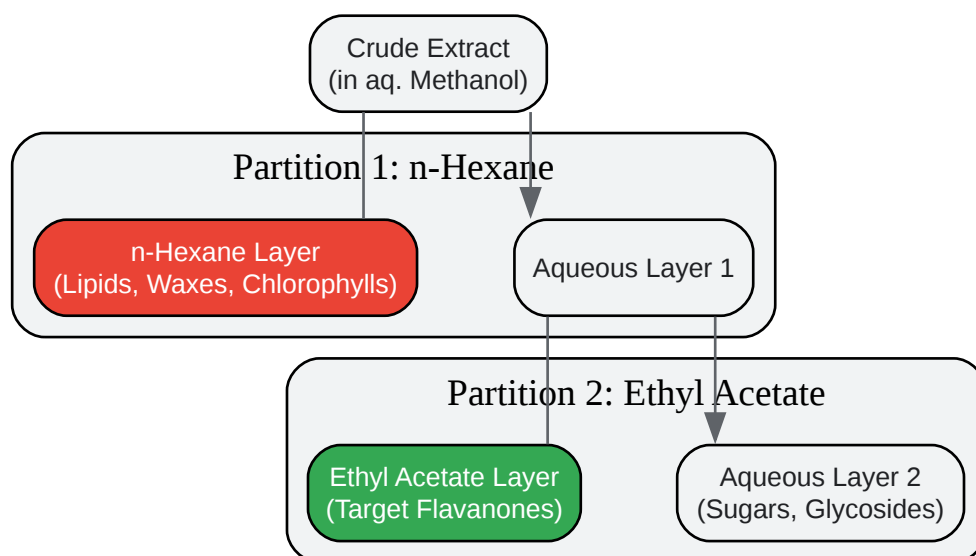 Crude Extract
(in aq. Methanol)
Partition 1: n-Hexane
n-Hexane Layer
(Lipids, Waxes, Chlorophylls)
Aqueous Layer 1
Partition 2: Ethyl Acetate
Ethyl Acetate Layer
(Target Flavanones)
Aqueous Layer 2
(Sugars, Glycosides)